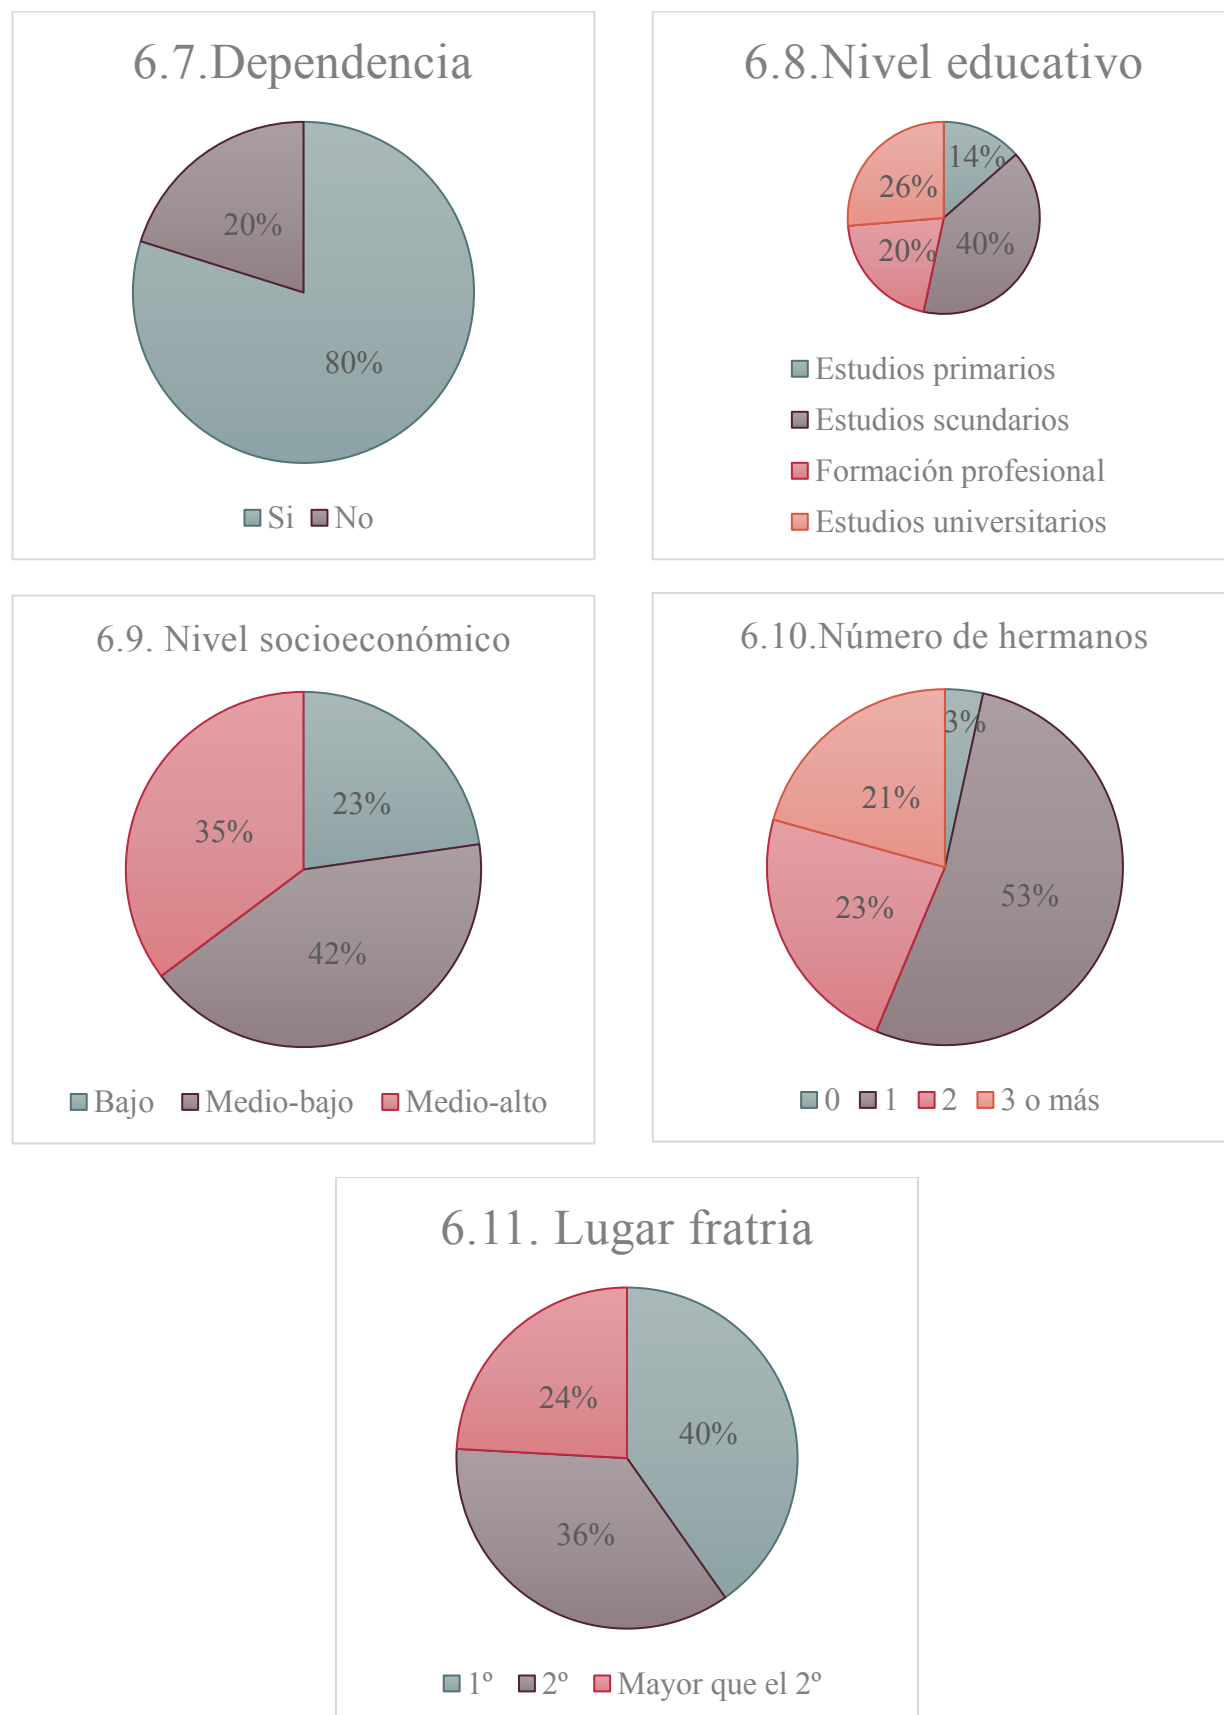 6.7.Dependencia
20%
80%
Si No
6.8.Nivel educativo
14%
26%
40%
20%
Estudios primarios
Estudios scundarios
Formación profesional
Estudios universitarios
6.9. Nivel socioeconómico
23%
35%
42%
Bajo Medio-bajo Medio-alto
6.10.Número de hermanos
3%
21%
53%
23%
0 1 2 3 o más
6.11. Lugar fratria
24%
40%
36%
1º 2º Mayor que el 2º